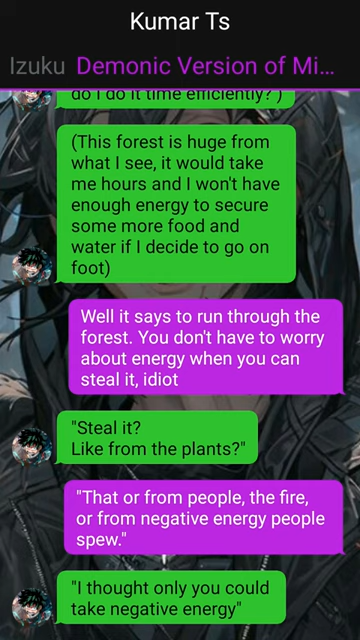 Kumar Ts
Izuku Demonic Version of Mi...
do I do it time efficiently? )
(This forest is huge from
what I see, it would take
me hours and I won't have
enough energy to secure
some more food and
water if I decide to go on
foot)
Well it says to run through the
forest. You don't have to worry
about energy when you can
steal it, idiot
"Steal it?
Like from the plants?"
"That or from people, the fire,
or from negative energy people
spew."
"I thought only you could
take negative energy"